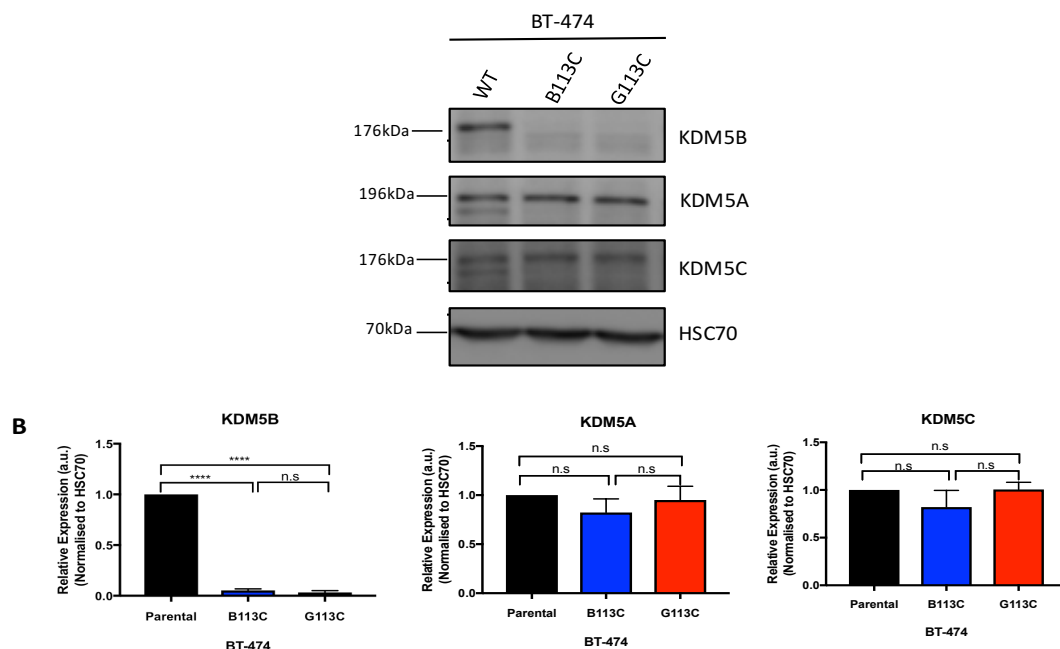 BT-474
WT B113C G113C
176kDa KDM5B
196kDa KDM5A
176kDa KDM5C
70kDa HSC70
B
KDM5B
Relative Expression (a.u.)
(Normalised to HSC70)
1.5
1.0
0.5
0.0
****
**** n.s
Parental B113C G113C
BT-474
KDM5A
Relative Expression (a.u.)
(Normalised to HSC70)
1.5
1.0
0.5
0.0
n.s
n.s n.s
Parental B113C G113C
BT-474
KDM5C
Relative Expression (a.u.)
(Normalised to HSC70)
1.5
1.0
0.5
0.0
n.s
n.s n.s
Parental B113C G113C
BT-474